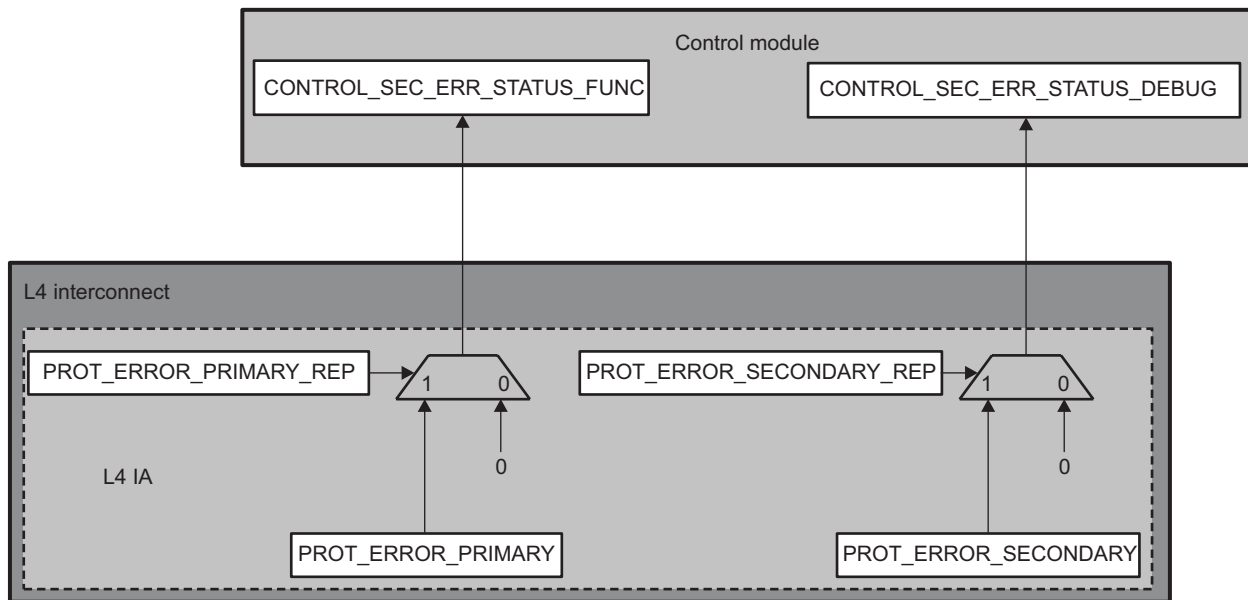 Control module
CONTROL_SEC_ERR_STATUS_FUNC
CONTROL_SEC_ERR_STATUS_DEBUG
L4 interconnect
PROT_ERROR_PRIMARY_REP
1 0
PROT_ERROR_SECONDARY_REP
1 0
0
0
L4 IA
PROT_ERROR_PRIMARY
PROT_ERROR_SECONDARY